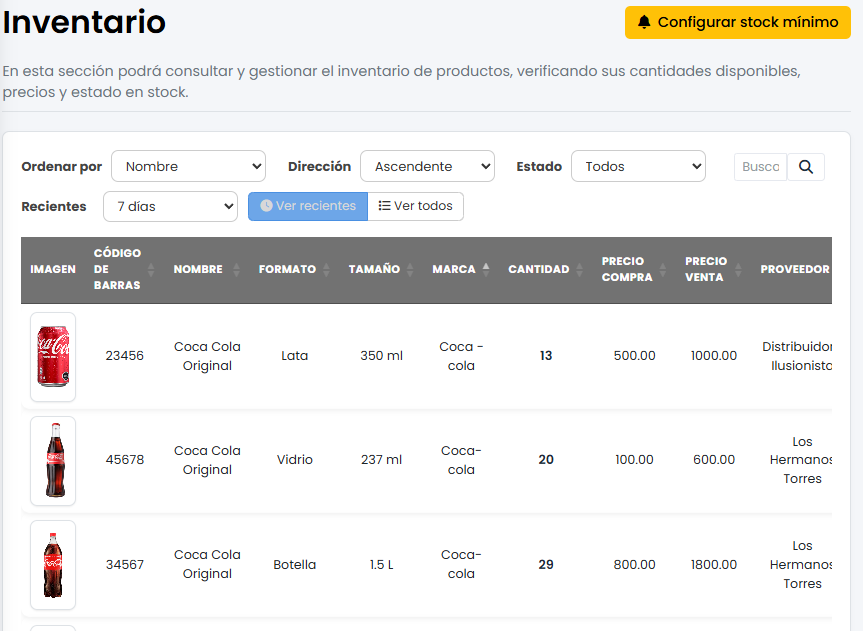 Inventario
Configurar stock mínimo
En esta sección podrá consultar y gestionar el inventario de productos, verificando sus cantidades disponibles,
precios y estado en stock.
Ordenar por Nombre Dirección Ascendente Estado Todos Busca
Recientes 7 días Ver recientes Ver todos
IMAGEN CÓDIGO DE BARRAS NOMBRE FORMATO TAMAÑO MARCA CANTIDAD PRECIO COMPRA PRECIO VENTA PROVEEDOR
Coca Cola
Original
23456 Lata 350 ml
Coca -
cola
13 500.00 1000.00
Distribuidor
Ilusionista
Coca Cola
Original
45678 Vidrio 237 ml
Coca-
cola
20 100.00 600.00
Los
Hermanos
Torres
Coca Cola
Original
34567 Botella 1.5 L
Coca-
cola
29 800.00 1800.00
Los
Hermanos
Torres